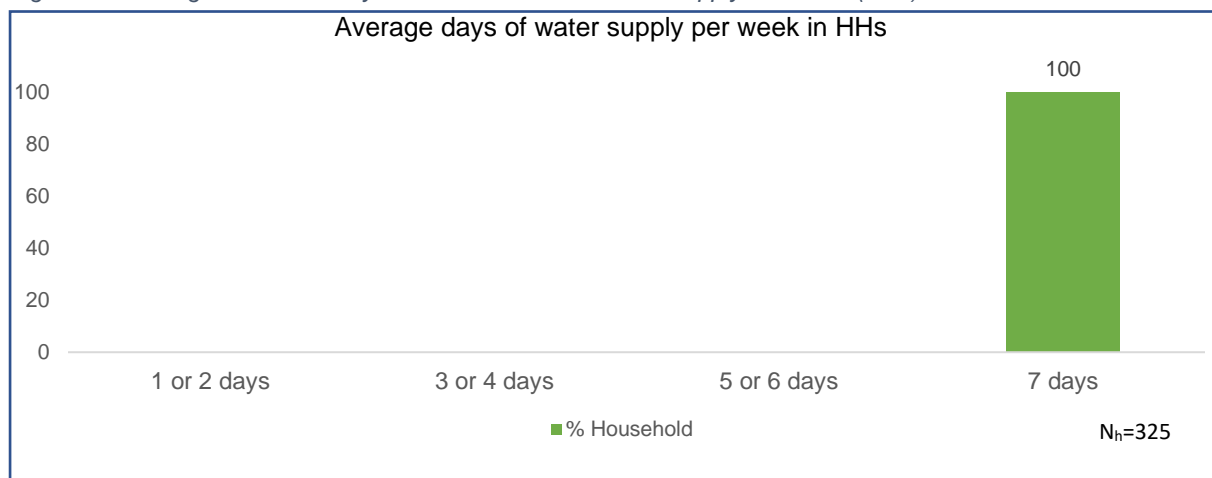 Average days of water supply per week in HHs
100
100
80
60
40
20
0
1 or 2 days 3 or 4 days 5 or 6 days 7 days
% Household
Nh=325